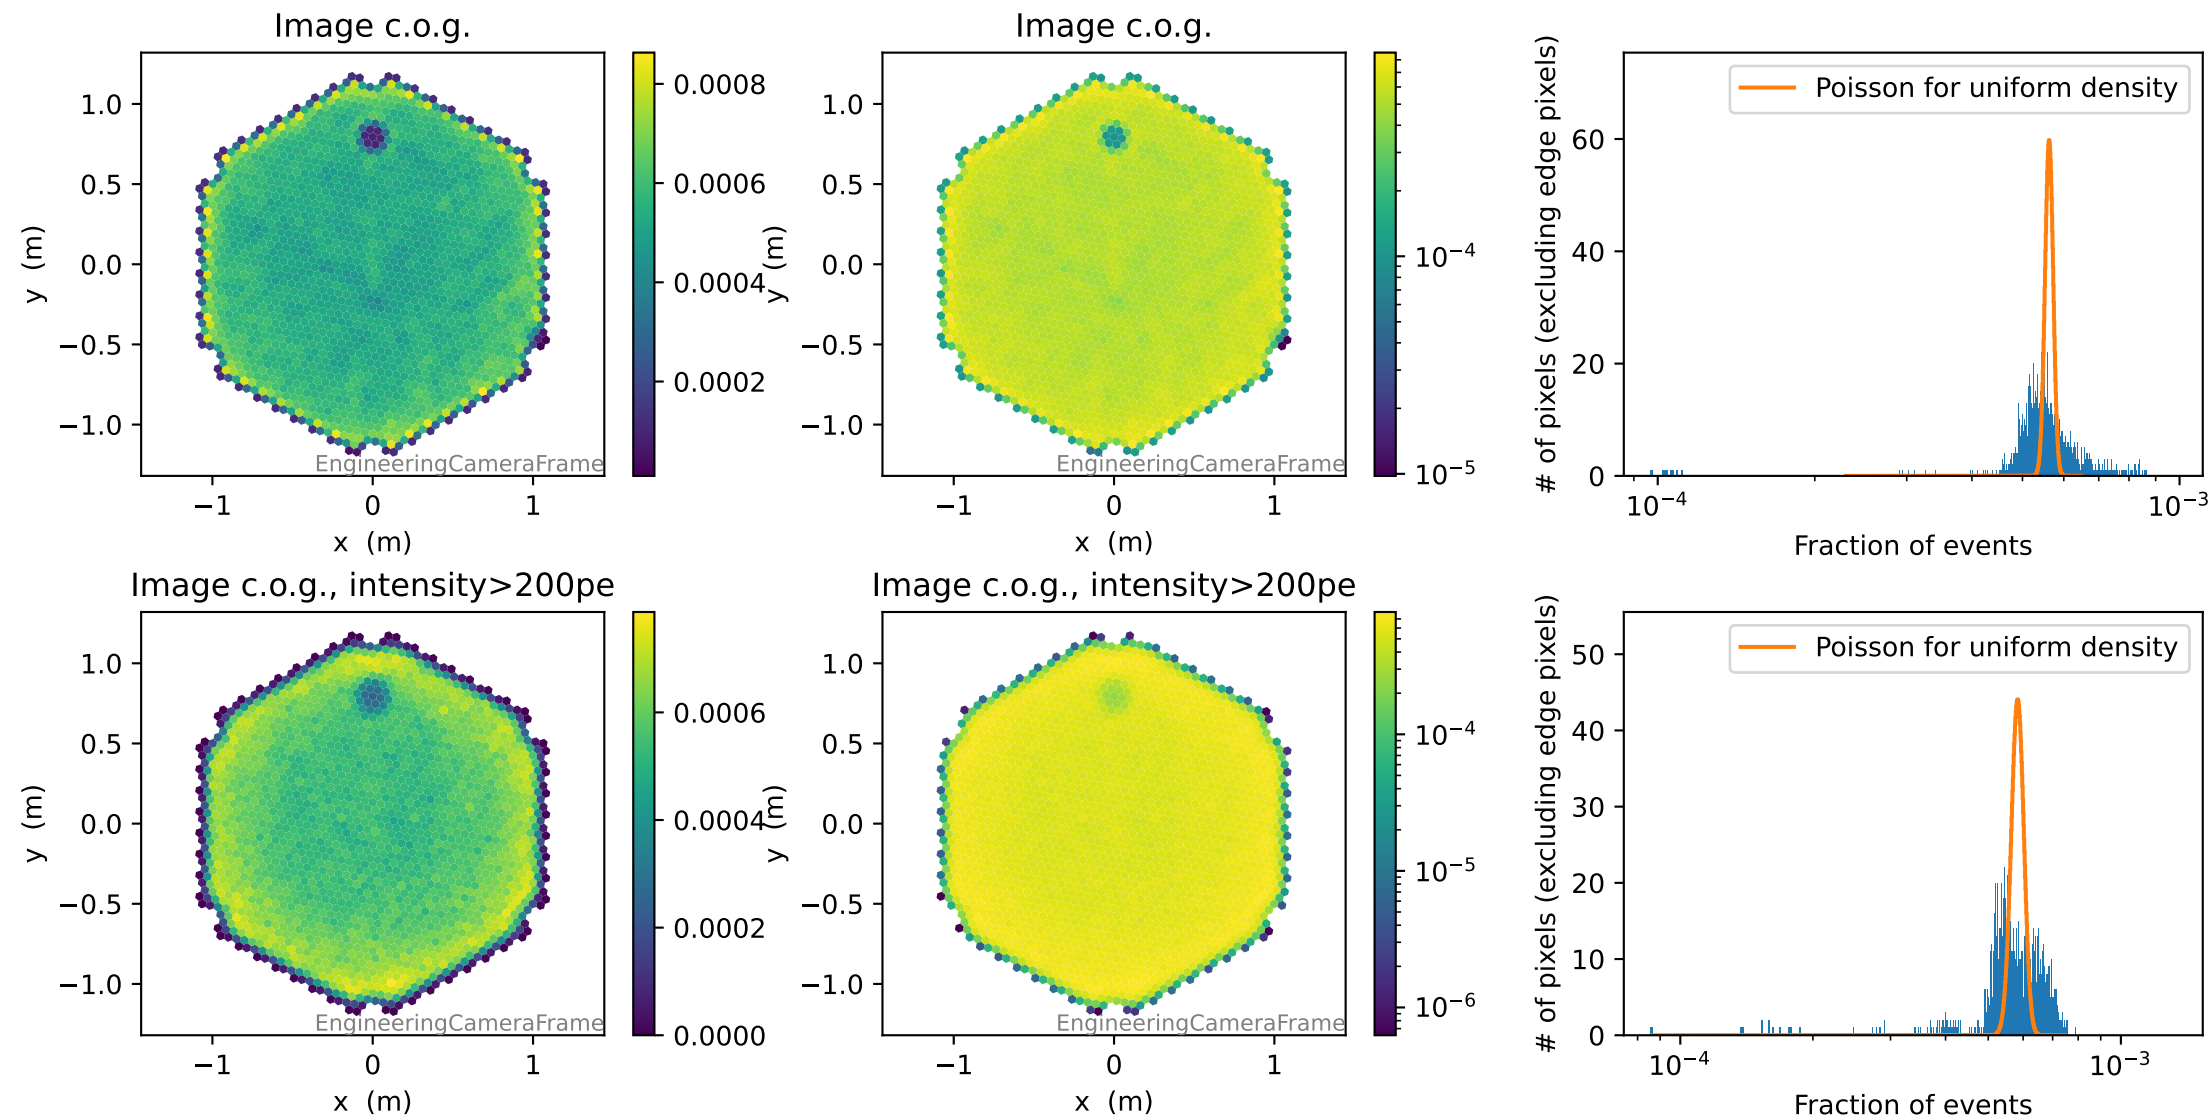 Image c.o.g.
1.0
0.5
0.0
−0.5
−1.0
y (m)
−1
0
1
x (m)
EngineeringCameraFrame
0.0008
0.0006
0.0004
0.0002
Image c.o.g.
1.0
0.5
0.0
−0.5
−1.0
y (m)
−1
0
1
x (m)
EngineeringCameraFrame
10⁻⁴
10⁻⁵
# of pixels (excluding edge pixels)
60
40
20
0
Poisson for uniform density
10⁻⁴
10⁻³
Fraction of events
Image c.o.g., intensity>200pe
1.0
0.5
0.0
−0.5
−1.0
y (m)
−1
0
1
x (m)
EngineeringCameraFrame
0.0006
0.0004
0.0002
0.0000
Image c.o.g., intensity>200pe
1.0
0.5
0.0
−0.5
−1.0
y (m)
−1
0
1
x (m)
EngineeringCameraFrame
10⁻⁴
10⁻⁵
10⁻⁶
# of pixels (excluding edge pixels)
50
40
30
20
10
0
Poisson for uniform density
10⁻⁴
10⁻³
Fraction of events